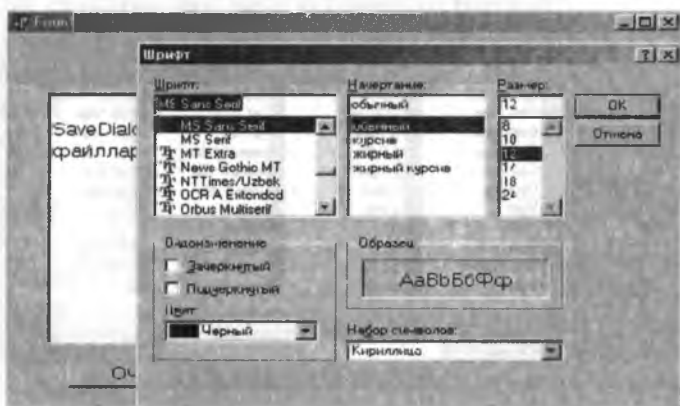 Form
Шрифт
Шрифт:
MS Sans Serif
MS Sans Serif
MS Serif
MT Extra
News Gothic MT
NTTimes/Uzbek
OCR A Extended
Orbus Multiserif
Начертание:
обычный
обычный
курсив
жирный
жирный курсив
Размер:
12
8
10
12
14
18
24
OK
Отмена
SaveDialo
файллар
Видоизменение
Зачеркнутый
Подчеркнутый
Цвет:
Черный
Образец
АаВbБбФф
Набор символов:
Кириллица
ОЧ